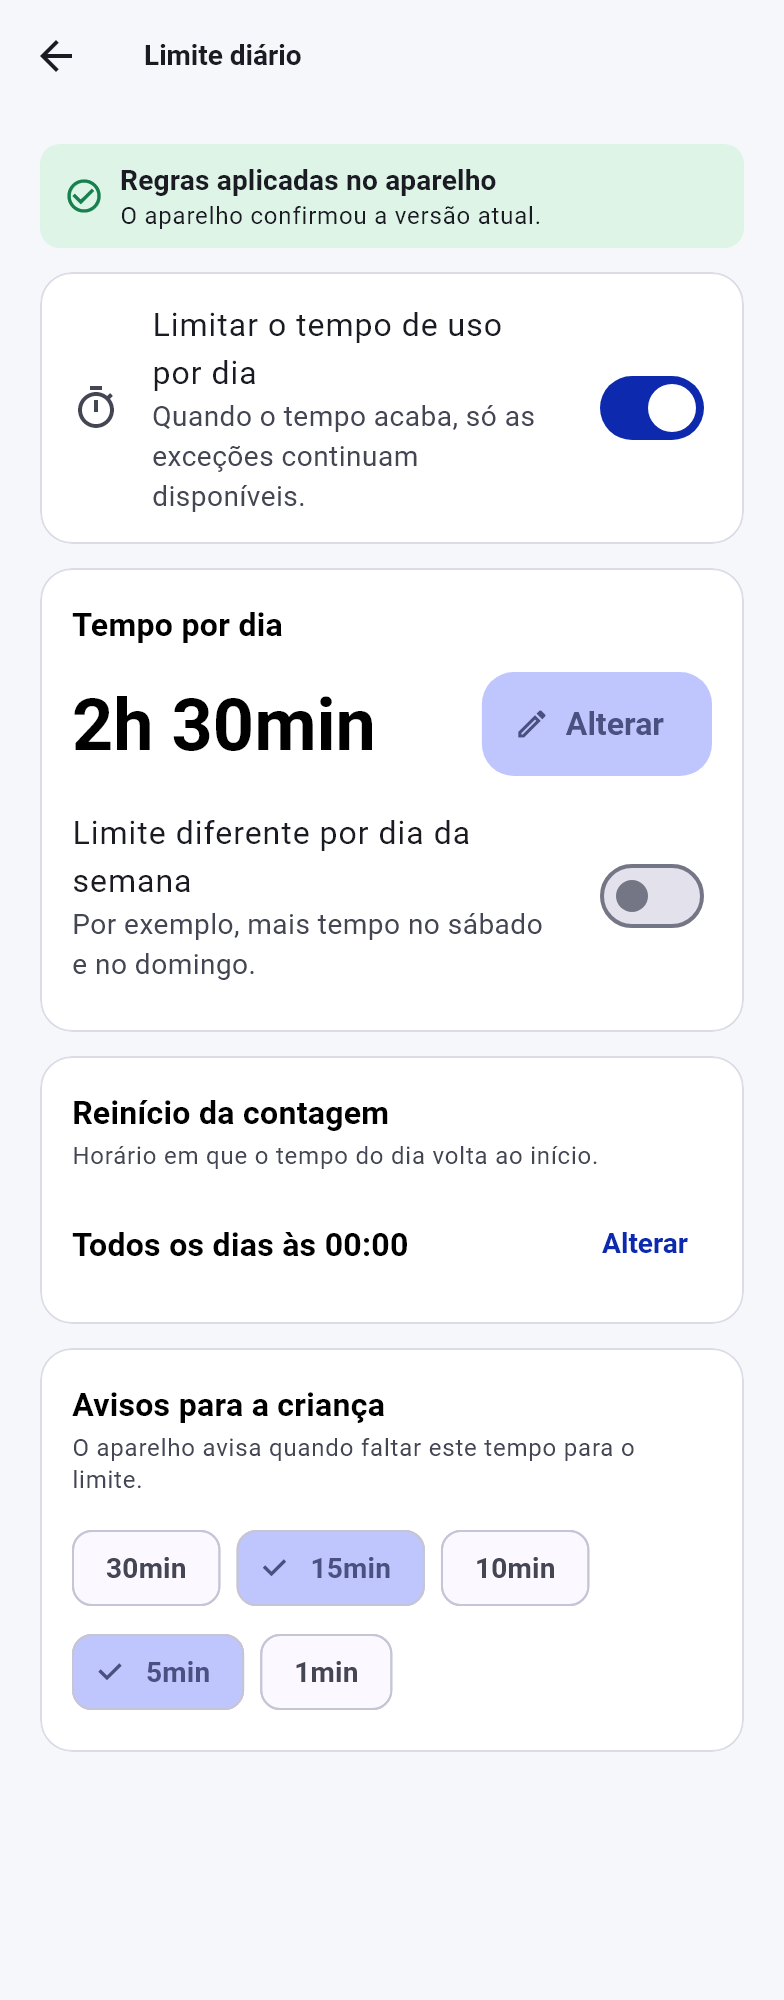 Limite diário
Regras aplicadas no aparelho
O aparelho confirmou a versão atual.
Limitar o tempo de uso
por dia
Quando o tempo acaba, só as
exceções continuam
disponíveis.
Tempo por dia
2h 30min
Alterar
Limite diferente por dia da
semana
Por exemplo, mais tempo no sábado
e no domingo.
Reinício da contagem
Horário em que o tempo do dia volta ao início.
Todos os dias às 00:00
Alterar
Avisos para a criança
O aparelho avisa quando faltar este tempo para o
limite.
30min
15min
10min
5min
1min